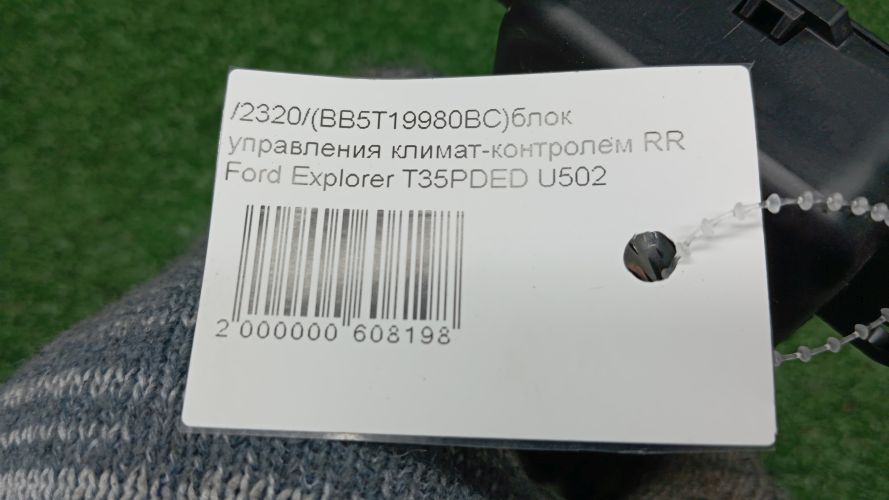 /2320/(BB5T19980BC)блок
управления климат-контролем RR
Ford Explorer T35PDED U502
2 000000 608198